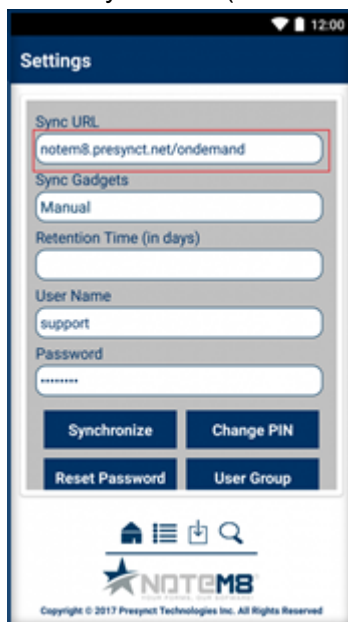 12:00
Settings
Sync URL
notem8.presynct.net/ondemand
Sync Gadgets
Manual
Retention Time (in days)
User Name
support
Password
••••••••
Synchronize
Change PIN
Reset Password
User Group
NOTEM8
YOUR FORMS, OUR SOFTWARE!
Copyright © 2017 Presynct Technologies Inc. All Rights Reserved